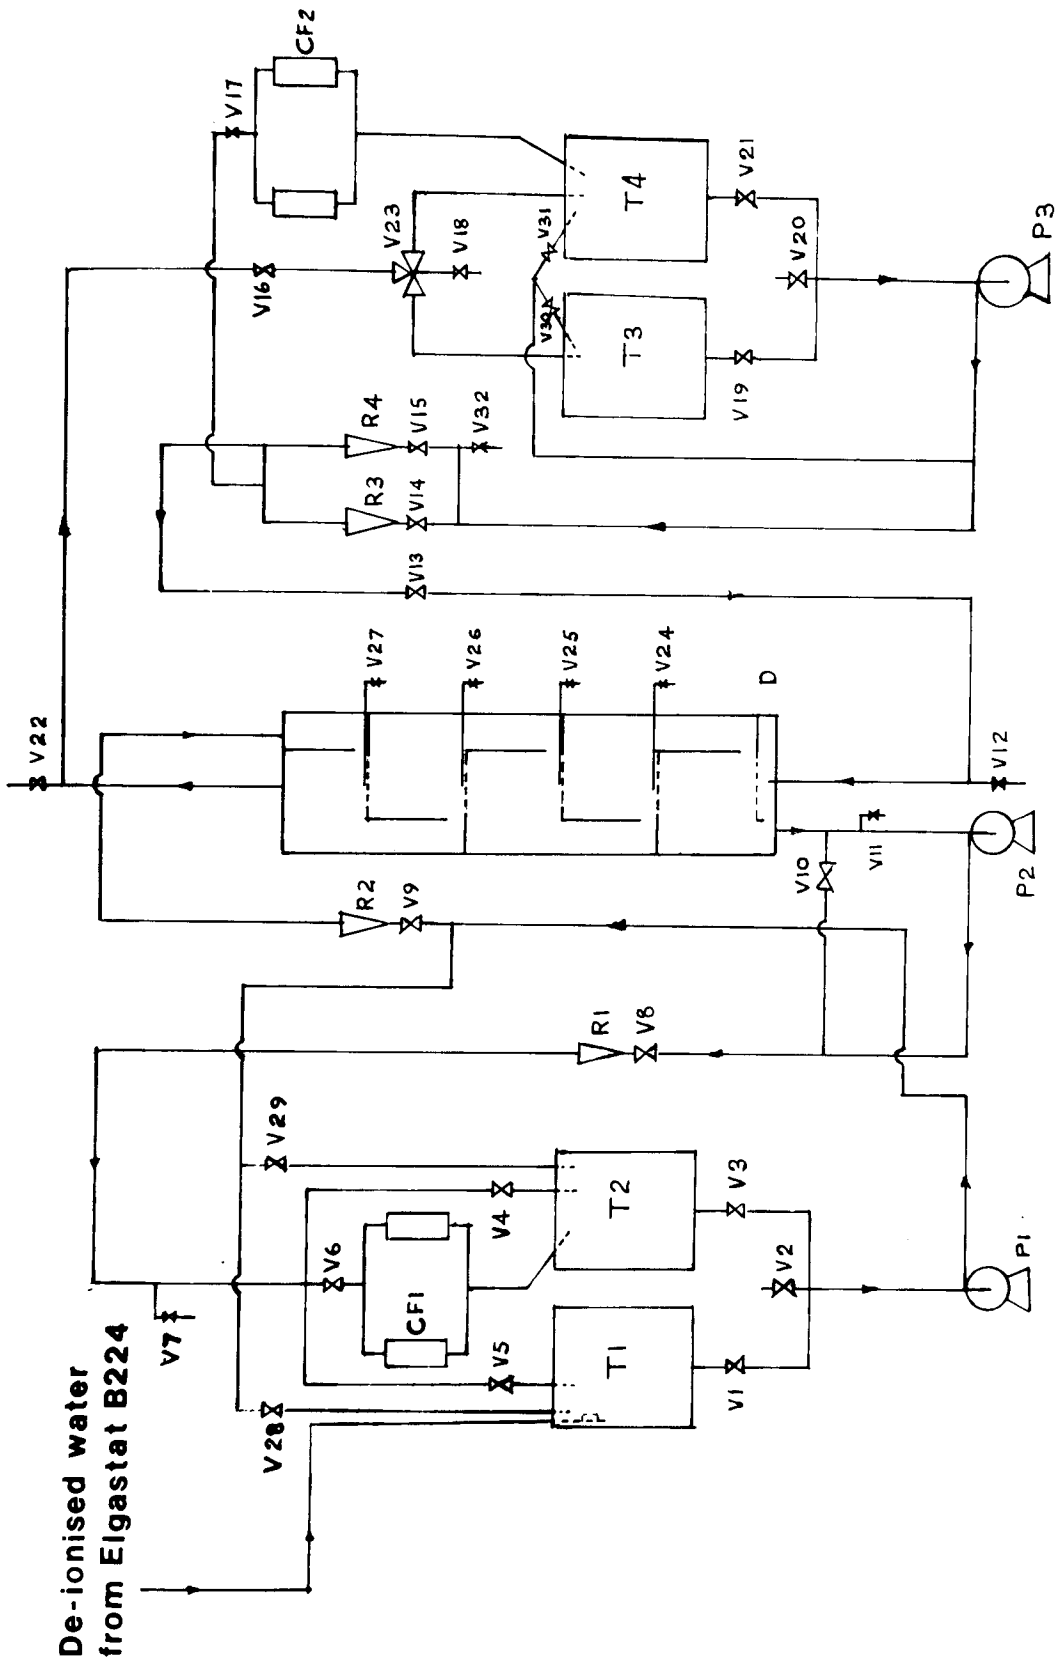 De-ionised water
from Elgastat B224
V7
V28
V29
V6
CF1
V5
V4
T1
T2
V1
V3
V2
P1
R1
V8
R2
V9
V22
V10
V11
P2
V12
D
V27
V26
V25
V24
V13
R3
V14
R4
V15
V32
V16
V17
CF2
V23
V18
V30
V31
T3
T4
V19
V21
V20
P3